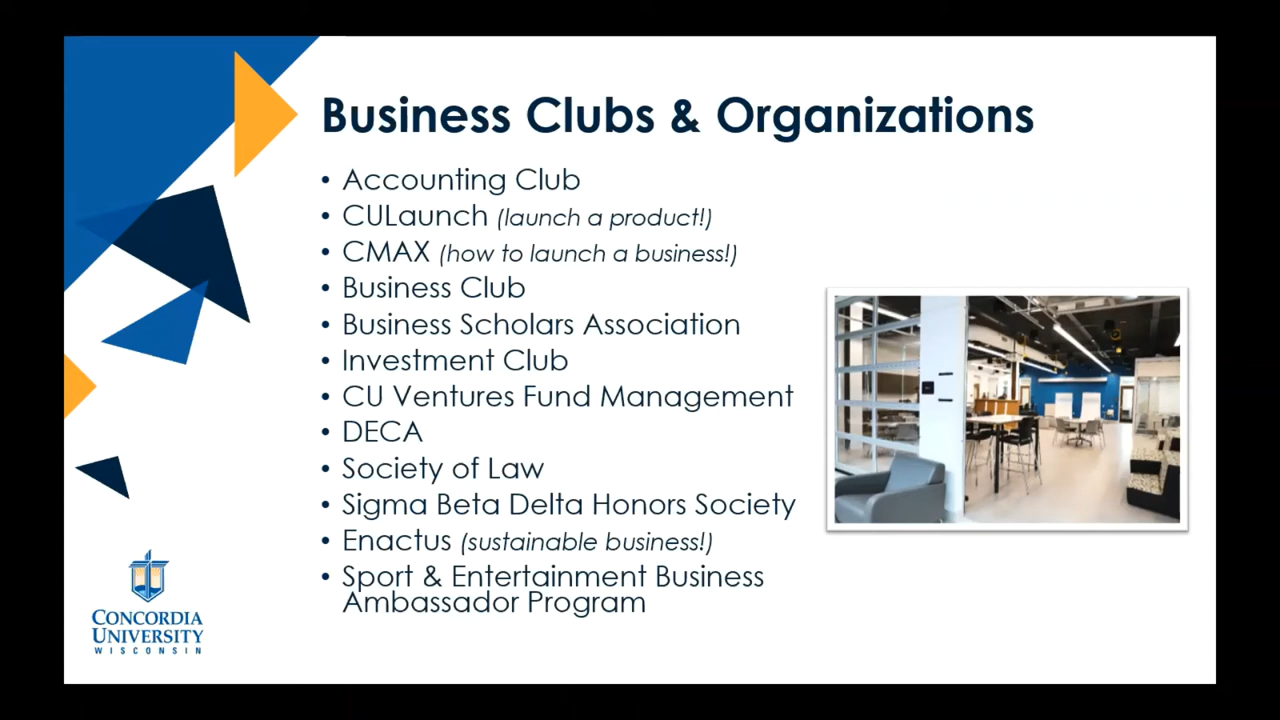 Business Clubs & Organizations
• Accounting Club
• CULaunch (launch a product!)
• CMAX (how to launch a business!)
• Business Club
• Business Scholars Association
• Investment Club
• CU Ventures Fund Management
• DECA
• Society of Law
• Sigma Beta Delta Honors Society
• Enactus (sustainable business!)
• Sport & Entertainment Business
Ambassador Program
CONCORDIA
UNIVERSITY
WISCONSIN